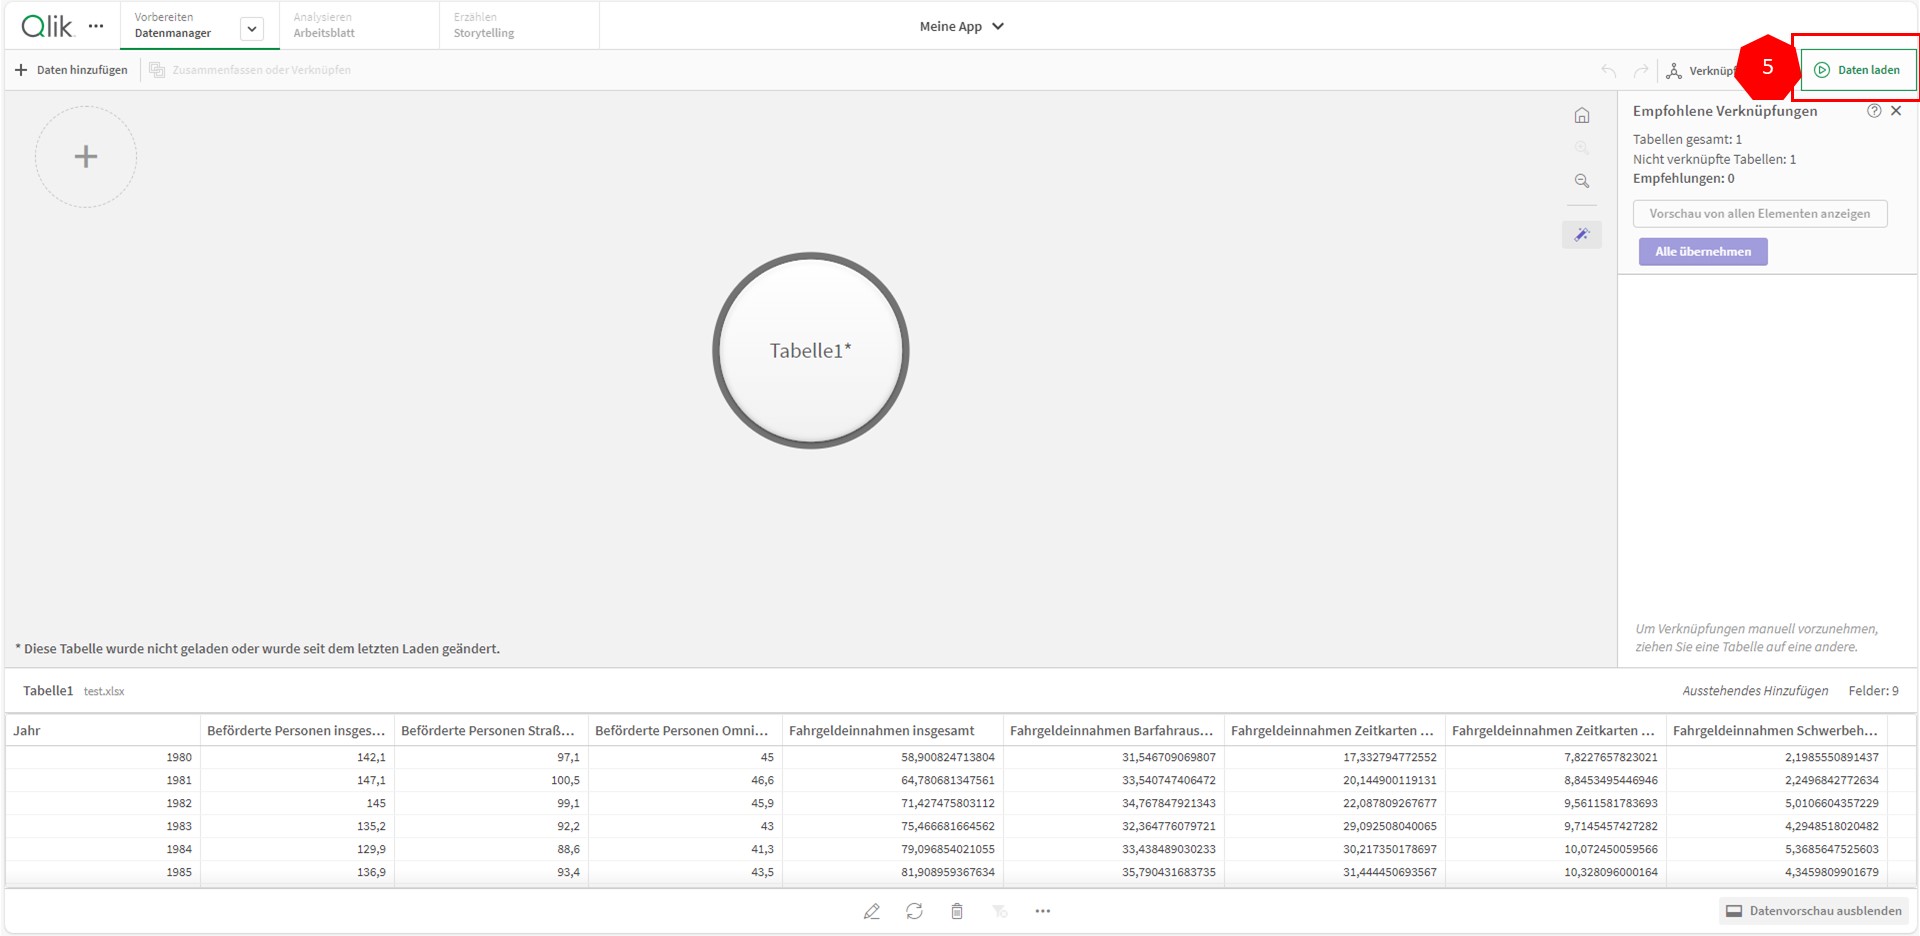 Qlik
Vorbereiten
Datenmanager
Analysieren
Arbeitsblatt
Erzählen
Storytelling
Meine App
Daten hinzufügen
Zusammenfassen oder Verknüpfen
5
Daten laden
Empfohlene Verknüpfungen
Tabellen gesamt: 1
Nicht verknüpfte Tabellen: 1
Empfehlungen: 0
Vorschau von allen Elementen anzeigen
Alle übernehmen
Tabelle1*
Um Verknüpfungen manuell vorzunehmen,
ziehen Sie eine Tabelle auf eine andere.
* Diese Tabelle wurde nicht geladen oder wurde seit dem letzten Laden geändert.
Tabelle1 test.xlsx Ausstehendes Hinzufügen Felder: 9
Jahr Beförderte Personen insges... Beförderte Personen Straß... Beförderte Personen Omni... Fahrgeldeinnahmen insgesamt Fahrgeldeinnahmen Barfahraus... Fahrgeldeinnahmen Zeitkarten ... Fahrgeldeinnahmen Zeitkarten ... Fahrgeldeinnahmen Schwerbeh...
1980 142,1 97,1 45 58,900824713804 31,546709069807 17,332794772552 7,8227657823021 2,1985550891437
1981 147,1 100,5 46,6 64,780681347561 33,540747406472 20,144900119131 8,8453495446946 2,2496842772634
1982 145 99,1 45,9 71,427475803112 34,767847921343 22,087809267677 9,5611581783693 5,0106604357229
1983 135,2 92,2 43 75,466681664562 32,364776079721 29,092508040065 9,7145457427282 4,2948518020482
1984 129,9 88,6 41,3 79,096854021055 33,438489030233 30,217350178697 10,072450059566 5,3685647525603
1985 136,9 93,4 43,5 81,908959367634 35,790431683735 31,444450693567 10,328096000164 4,3459809901679
Datenvorschau ausblenden